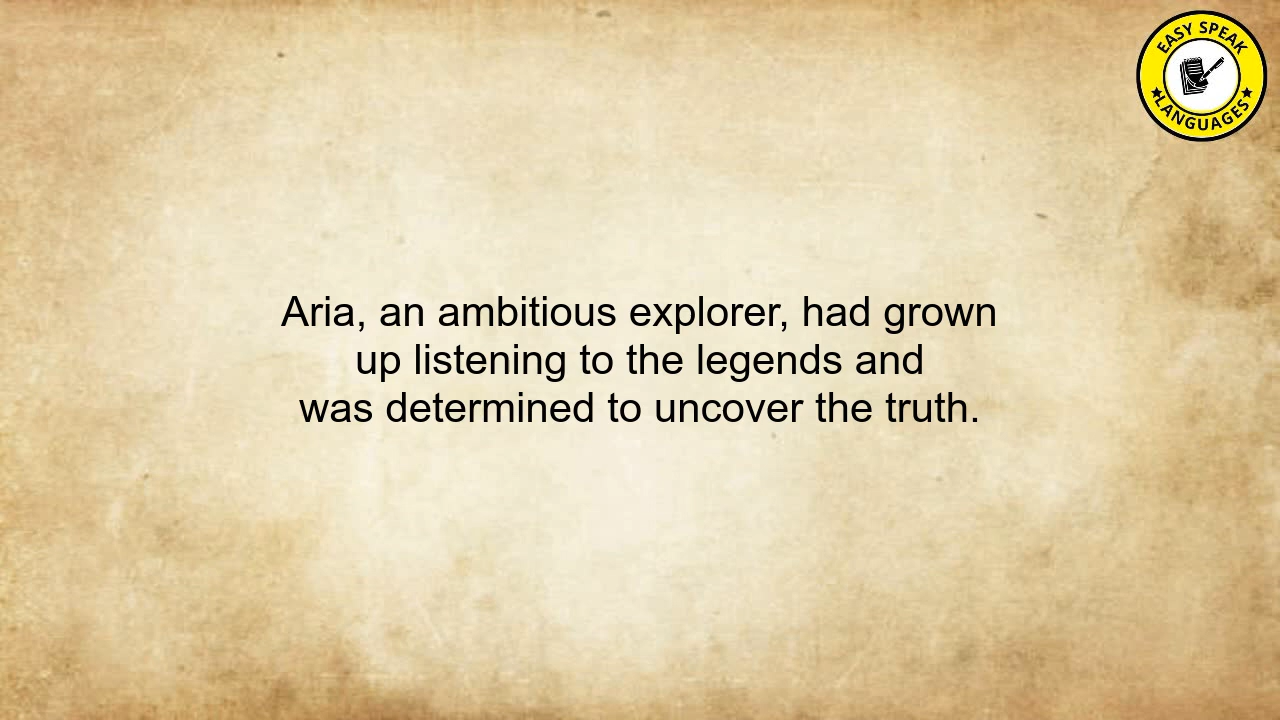 EASY SPEAK
LANGUAGES
Aria, an ambitious explorer, had grown
up listening to the legends and
was determined to uncover the truth.